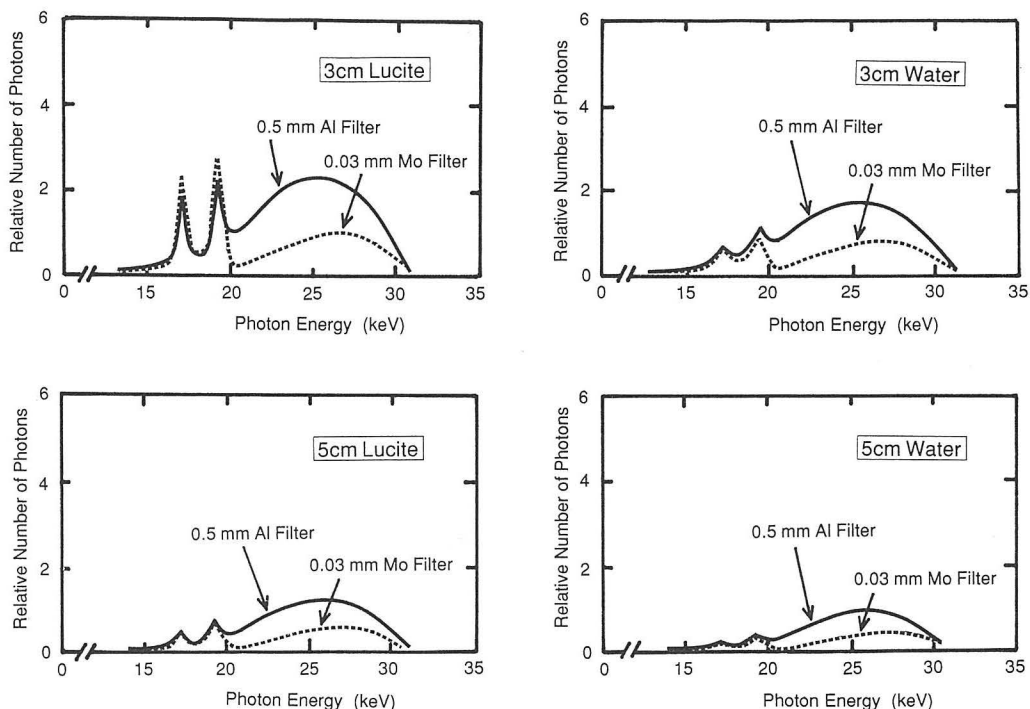 6
4
2
0
Relative Number of Photons
3cm Lucite
0.5 mm Al Filter
0.03 mm Mo Filter
0
15
20
25
30
35
Photon Energy (keV)
6
4
2
0
Relative Number of Photons
3cm Water
0.5 mm Al Filter
0.03 mm Mo Filter
0
15
20
25
30
35
Photon Energy (keV)
6
4
2
0
Relative Number of Photons
5cm Lucite
0.5 mm Al Filter
0.03 mm Mo Filter
0
15
20
25
30
35
Photon Energy (keV)
6
4
2
0
Relative Number of Photons
5cm Water
0.5 mm Al Filter
0.03 mm Mo Filter
0
15
20
25
30
35
Photon Energy (keV)